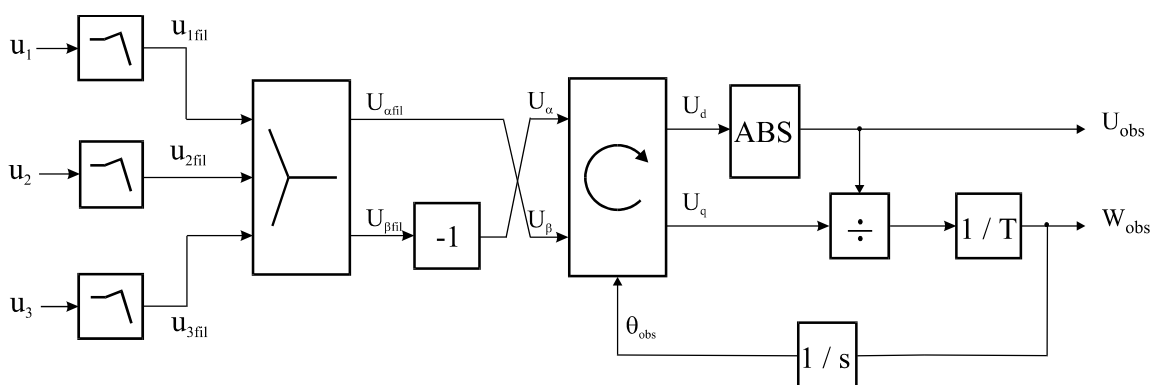 u₁
u₁fil
u₂
u₂fil
u₃
u₃fil
Uαfil
Uβfil
-1
Uα
Uβ
Ud
Uq
ABS
÷
1 / T
Uobs
Wobs
θobs
1 / s